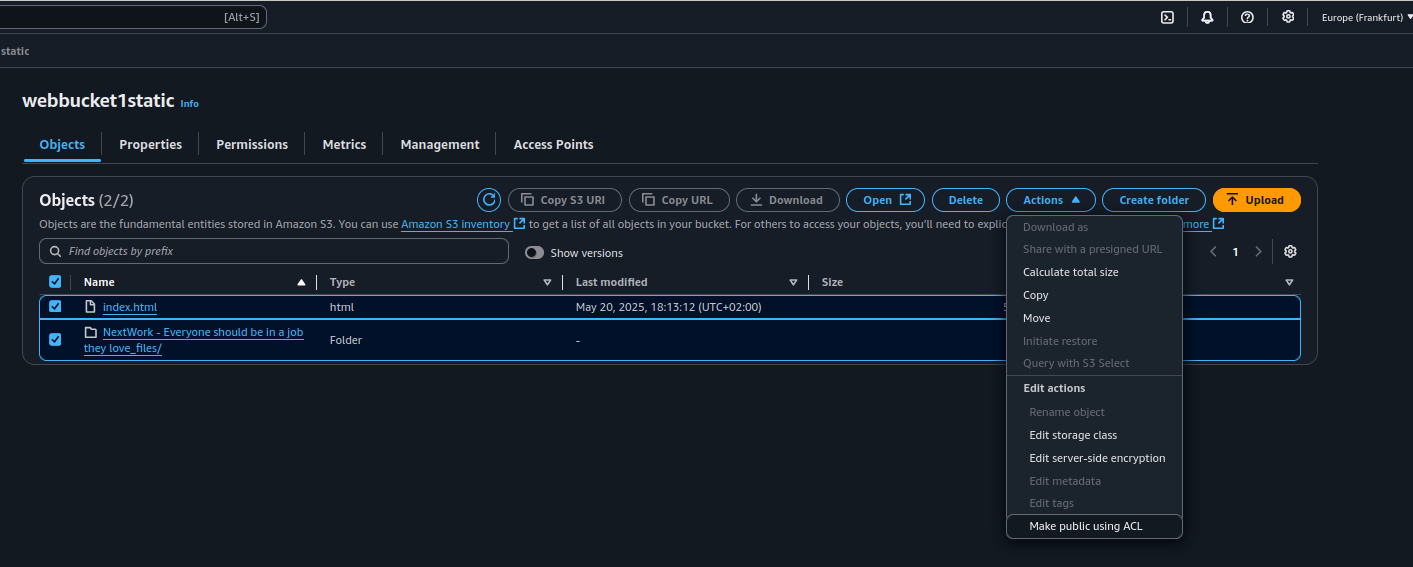 [Alt+S]
Europe (Frankfurt)
static
webbucket1static Info
Objects
Properties
Permissions
Metrics
Management
Access Points
Objects (2/2)
Copy S3 URI
Copy URL
Download
Open
Delete
Actions
Create folder
Upload
Objects are the fundamental entities stored in Amazon S3. You can use Amazon S3 inventory to get a list of all objects in your bucket. For others to access your objects, you'll need to
more
Find objects by prefix
Show versions
1
Name
Type
Last modified
Size
index.html
html
May 20, 2025, 18:13:12 (UTC+02:00)
NextWork - Everyone should be in a job
they love_files/
Folder
-
Download as
Share with a presigned URL
Calculate total size
Copy
Move
Initiate restore
Query with S3 Select
Edit actions
Rename object
Edit storage class
Edit server-side encryption
Edit metadata
Edit tags
Make public using ACL